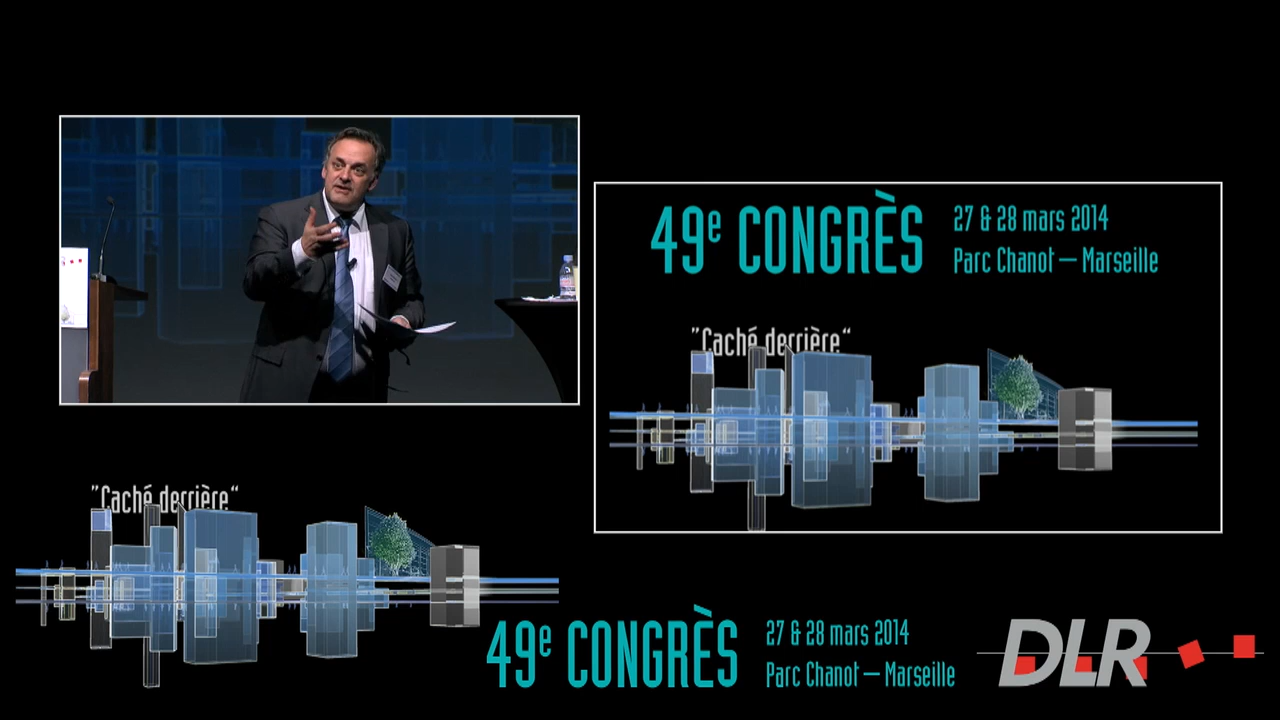 49e CONGRÈS
27 & 28 mars 2014
Parc Chanot – Marseille
"Caché derrière"
"Caché derrière"
49e CONGRÈS
27 & 28 mars 2014
Parc Chanot – Marseille
DLR